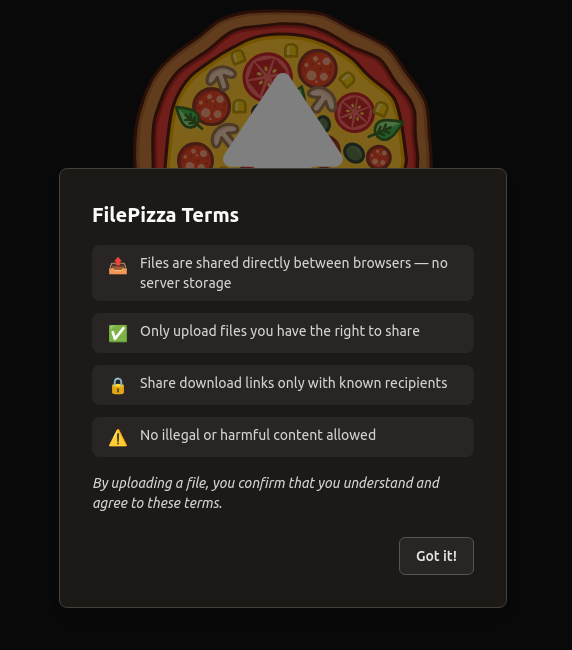 FilePizza Terms
📤 Files are shared directly between browsers — no
server storage
✅ Only upload files you have the right to share
🔒 Share download links only with known recipients
⚠️ No illegal or harmful content allowed
By uploading a file, you confirm that you understand and
agree to these terms.
Got it!